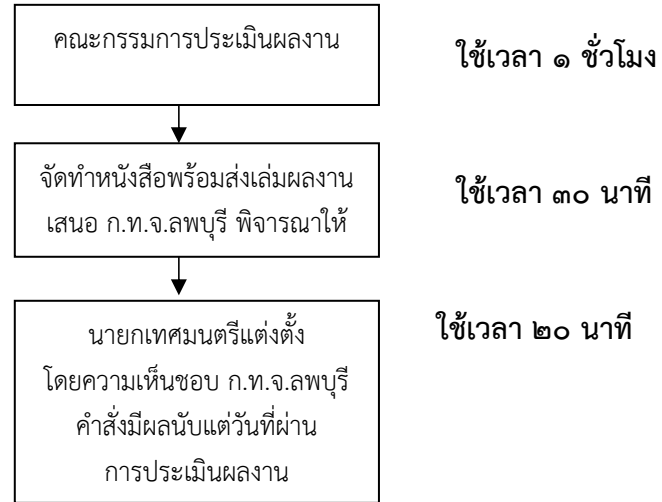 คณะกรรมการประเมินผลงาน
ใช้เวลา ๑ ชั่วโมง
จัดทำหนังสือพร้อมส่งเล่มผลงาน
เสนอ ก.ท.จ.ลพบุรี พิจารณาให้
ใช้เวลา ๓๐ นาที
นายกเทศมนตรีแต่งตั้ง
โดยความเห็นชอบ ก.ท.จ.ลพบุรี
คำสั่งมีผลนับแต่วันที่ผ่าน
การประเมินผลงาน
ใช้เวลา ๒๐ นาที